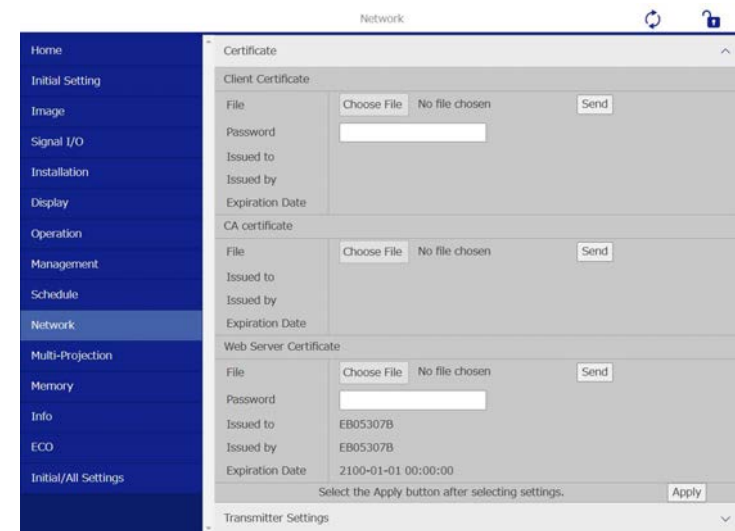 Network
Home
Initial Setting
Image
Signal I/O
Installation
Display
Operation
Management
Schedule
Network
Multi-Projection
Memory
Info
ECO
Initial/All Settings
Certificate
Client Certificate
File Choose File No file chosen Send
Password
Issued to
Issued by
Expiration Date
CA certificate
File Choose File No file chosen Send
Issued to
Issued by
Expiration Date
Web Server Certificate
File Choose File No file chosen Send
Password
Issued to EB05307B
Issued by EB05307B
Expiration Date 2100-01-01 00:00:00
Select the Apply button after selecting settings. Apply
Transmitter Settings